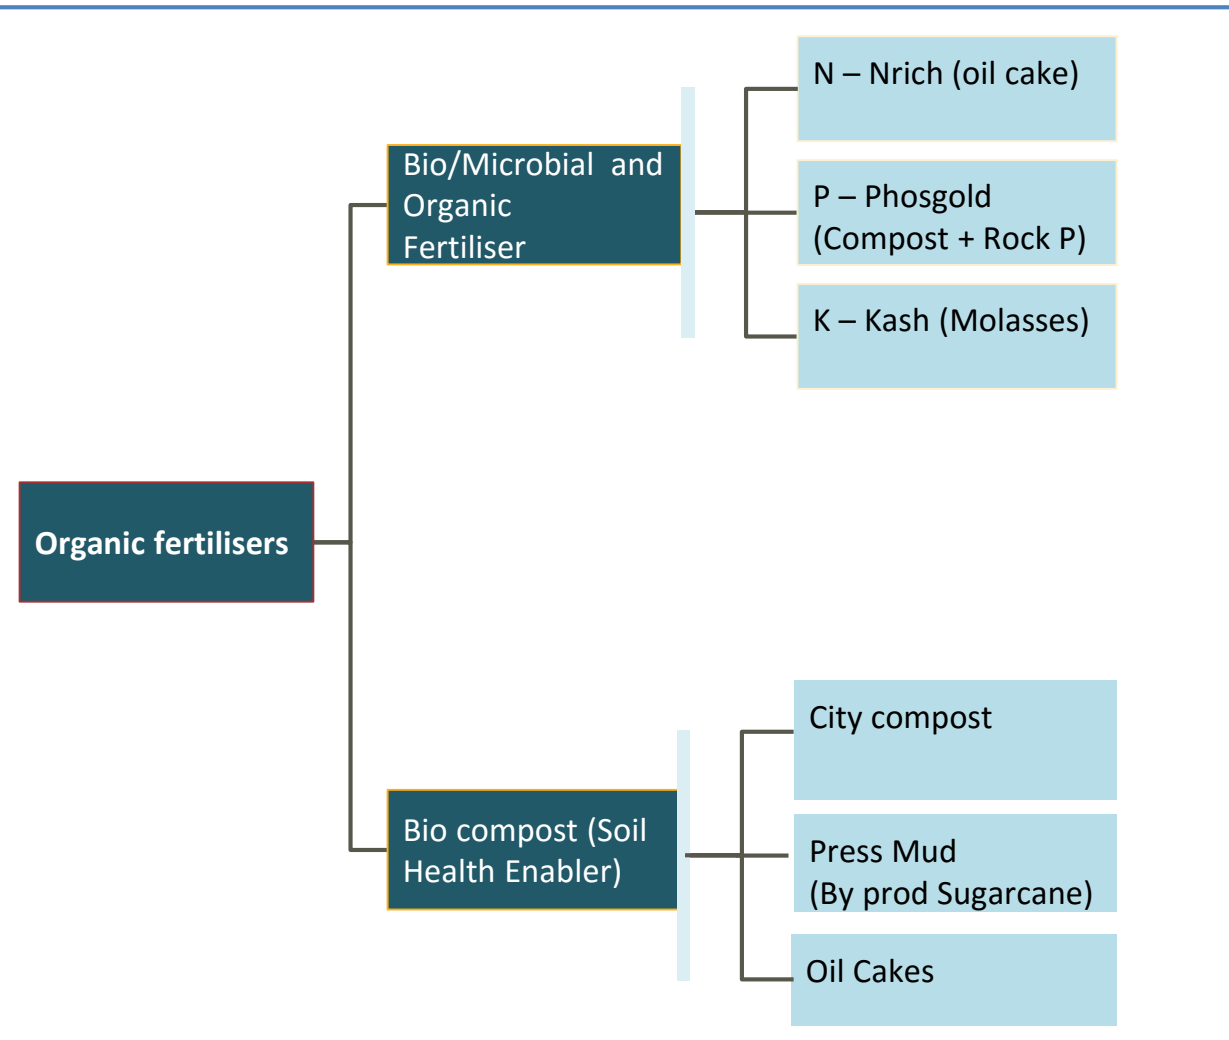 N – Nrich (oil cake)
Bio/Microbial and
Organic
Fertiliser
P – Phosgold
(Compost + Rock P)
K – Kash (Molasses)
Organic fertilisers
City compost
Bio compost (Soil
Health Enabler)
Press Mud
(By prod Sugarcane)
Oil Cakes